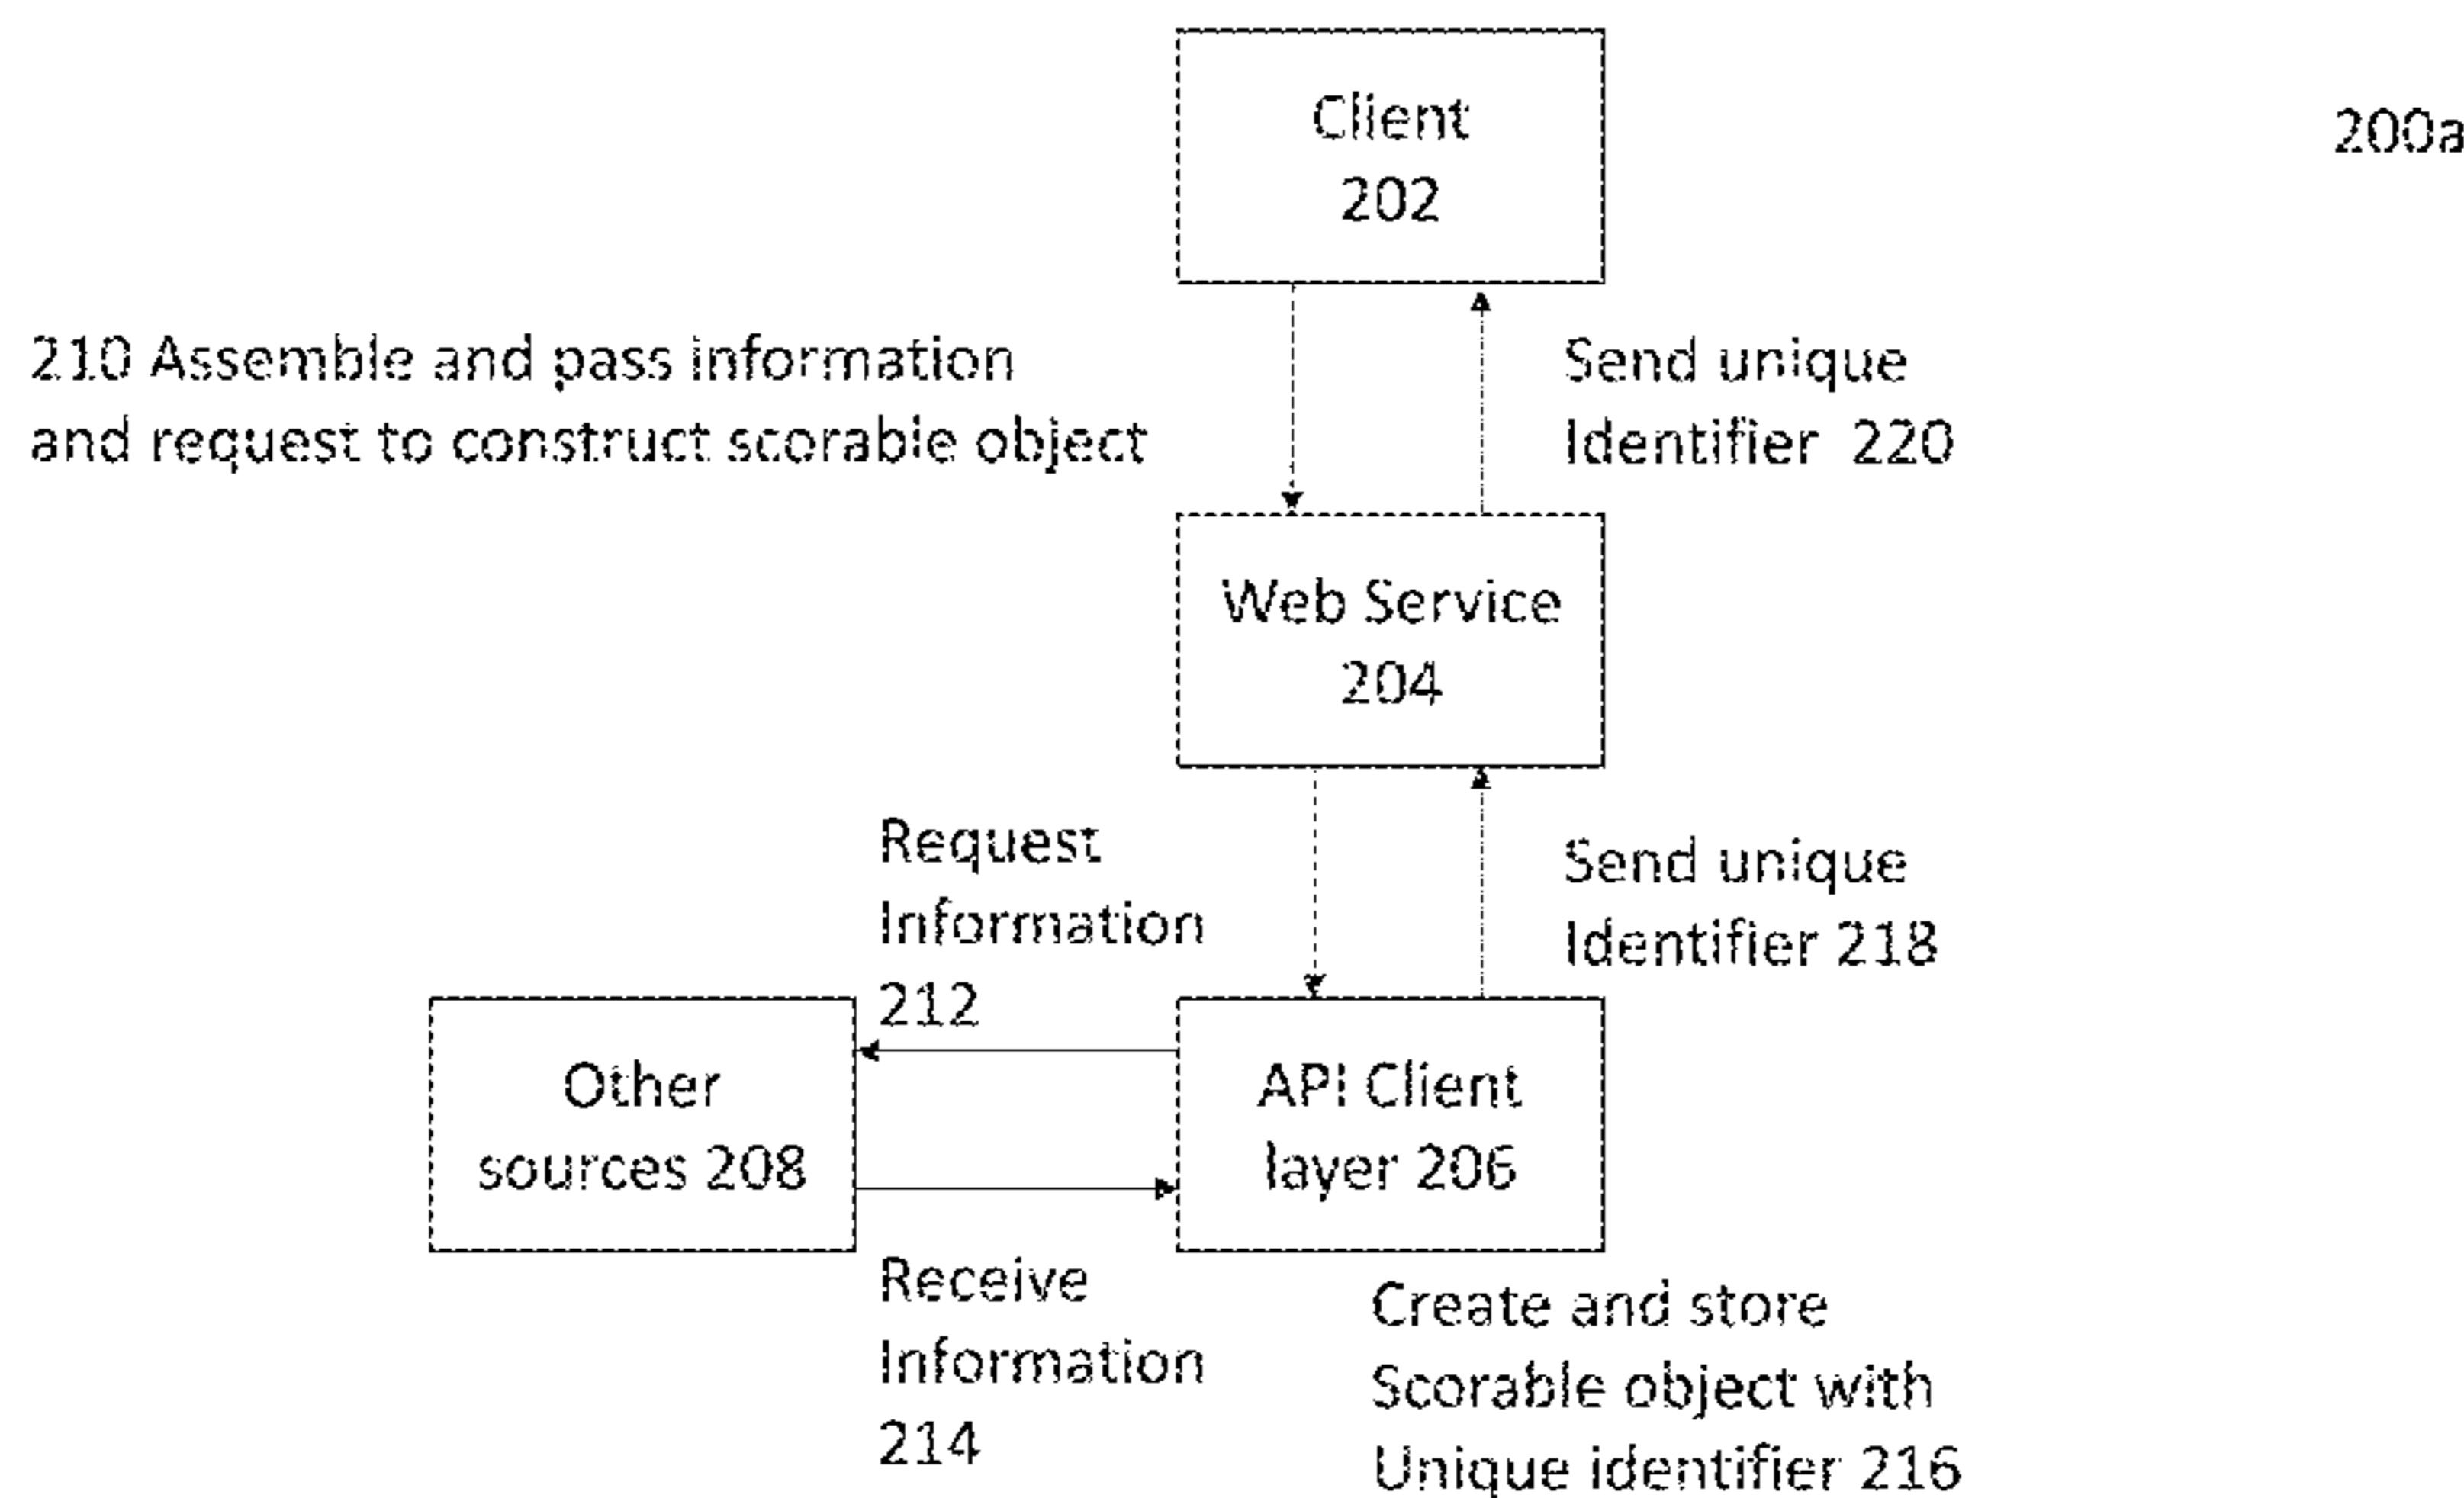 Client
202
200a
210 Assemble and pass information
and request to construct scorable object
Send unique
Identifier 220
Web Service
204
Request
Information
212
Send unique
Identifier 218
Other
sources 208
API Client
layer 206
Receive
Information
214
Create and store
Scorable object with
Unique identifier 216